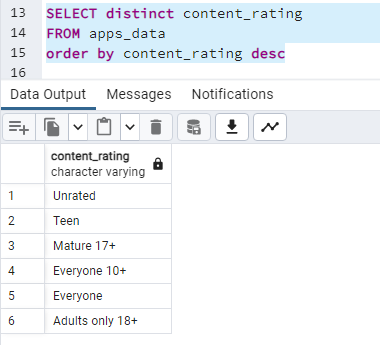 13 SELECT distinct content_rating
14 FROM apps_data
15 order by content_rating desc
16
Data Output Messages Notifications
content_rating
character varying
1 Unrated
2 Teen
3 Mature 17+
4 Everyone 10+
5 Everyone
6 Adults only 18+